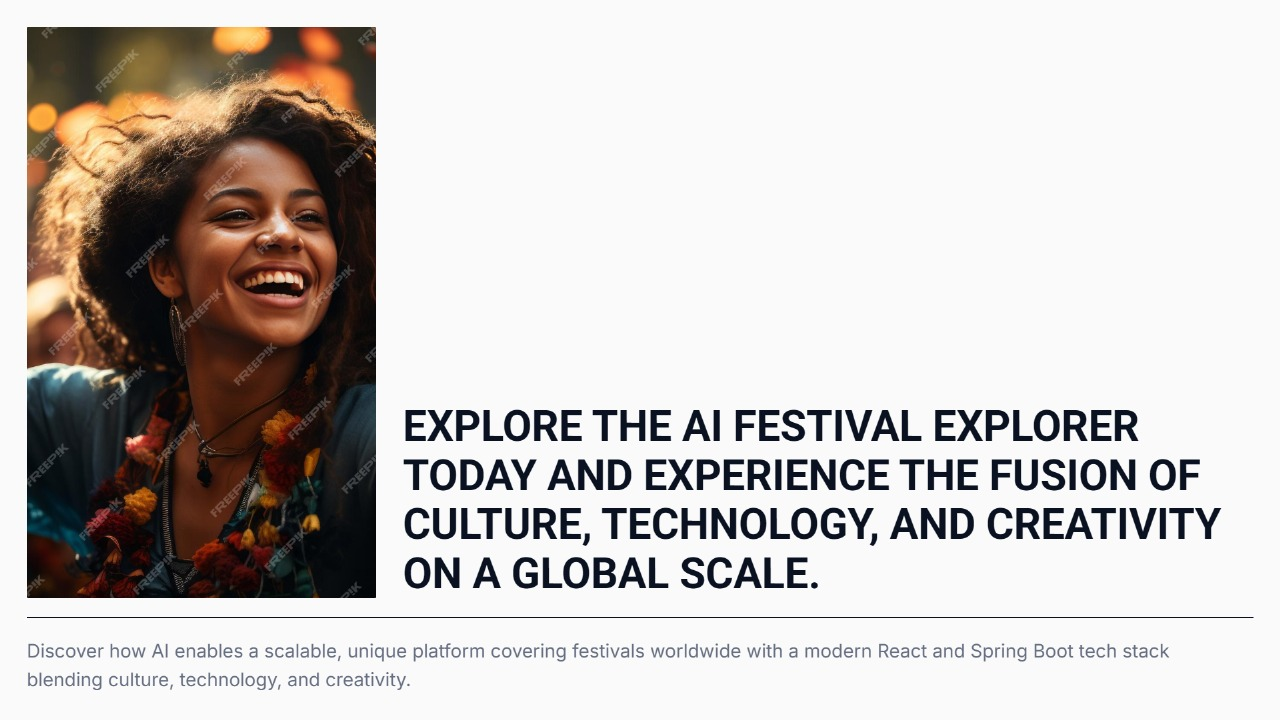 EXPLORE THE AI FESTIVAL EXPLORER
TODAY AND EXPERIENCE THE FUSION OF
CULTURE, TECHNOLOGY, AND CREATIVITY
ON A GLOBAL SCALE.
Discover how AI enables a scalable, unique platform covering festivals worldwide with a modern React and Spring Boot tech stack
blending culture, technology, and creativity.
FREEPIK